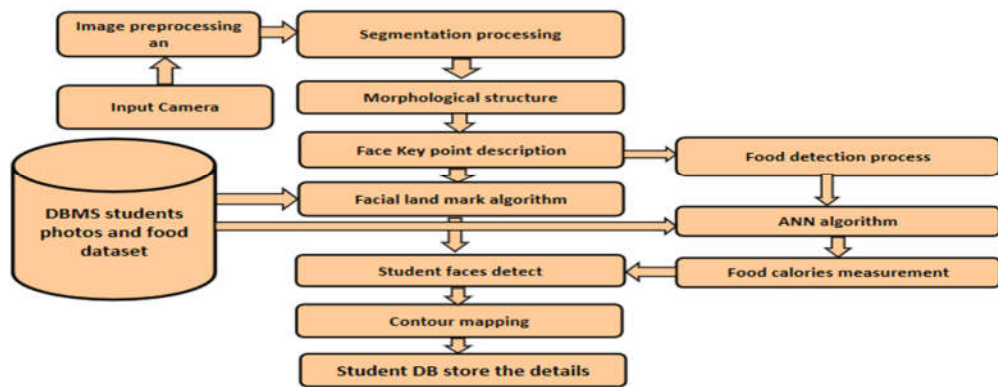 Image preprocessing
an
Segmentation processing
Input Camera
Morphological structure
Face Key point description
Food detection process
DBMS students
photos and food
dataset
Facial land mark algorithm
ANN algorithm
Student faces detect
Food calories measurement
Contour mapping
Student DB store the details